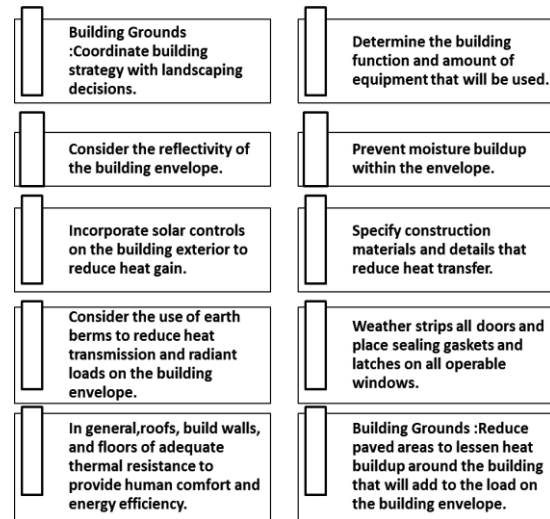 Building Grounds
:Coordinate building
strategy with landscaping
decisions.
Determine the building
function and amount of
equipment that will be used.
Consider the reflectivity of
the building envelope.
Prevent moisture buildup
within the envelope.
Incorporate solar controls
on the building exterior to
reduce heat gain.
Specify construction
materials and details that
reduce heat transfer.
Consider the use of earth
berms to reduce heat
transmission and radiant
loads on the building
envelope.
Weather strips all doors and
place sealing gaskets and
latches on all operable
windows.
In general,roofs, build walls,
and floors of adequate
thermal resistance to
provide human comfort and
energy efficiency.
Building Grounds :Reduce
paved areas to lessen heat
buildup around the building
that will add to the load on
the building envelope.